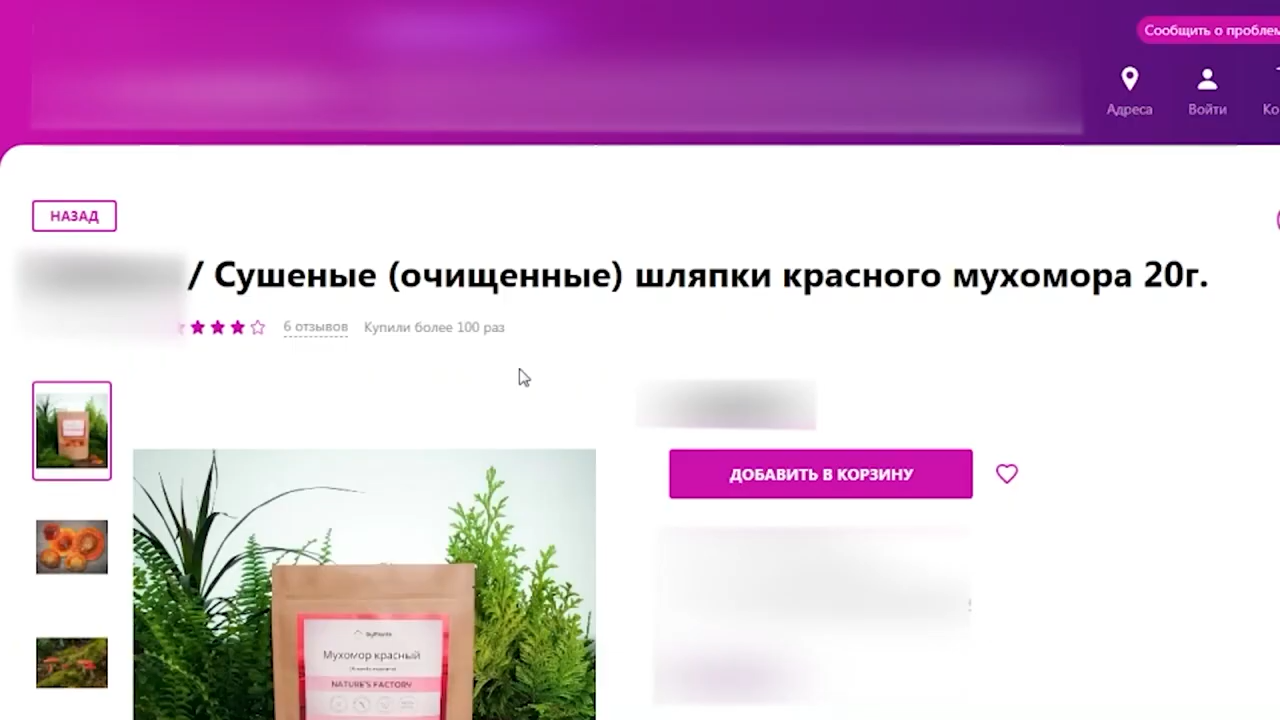 Сообщить о пробле
Адреса
Войти
Ко
НАЗАД
/ Сушеные (очищенные) шляпки красного мухомора 20г.
6 отзывов
Купили более 100 раз
ДОБАВИТЬ В КОРЗИНУ
Мухомор красный
NATURE'S FACTORY